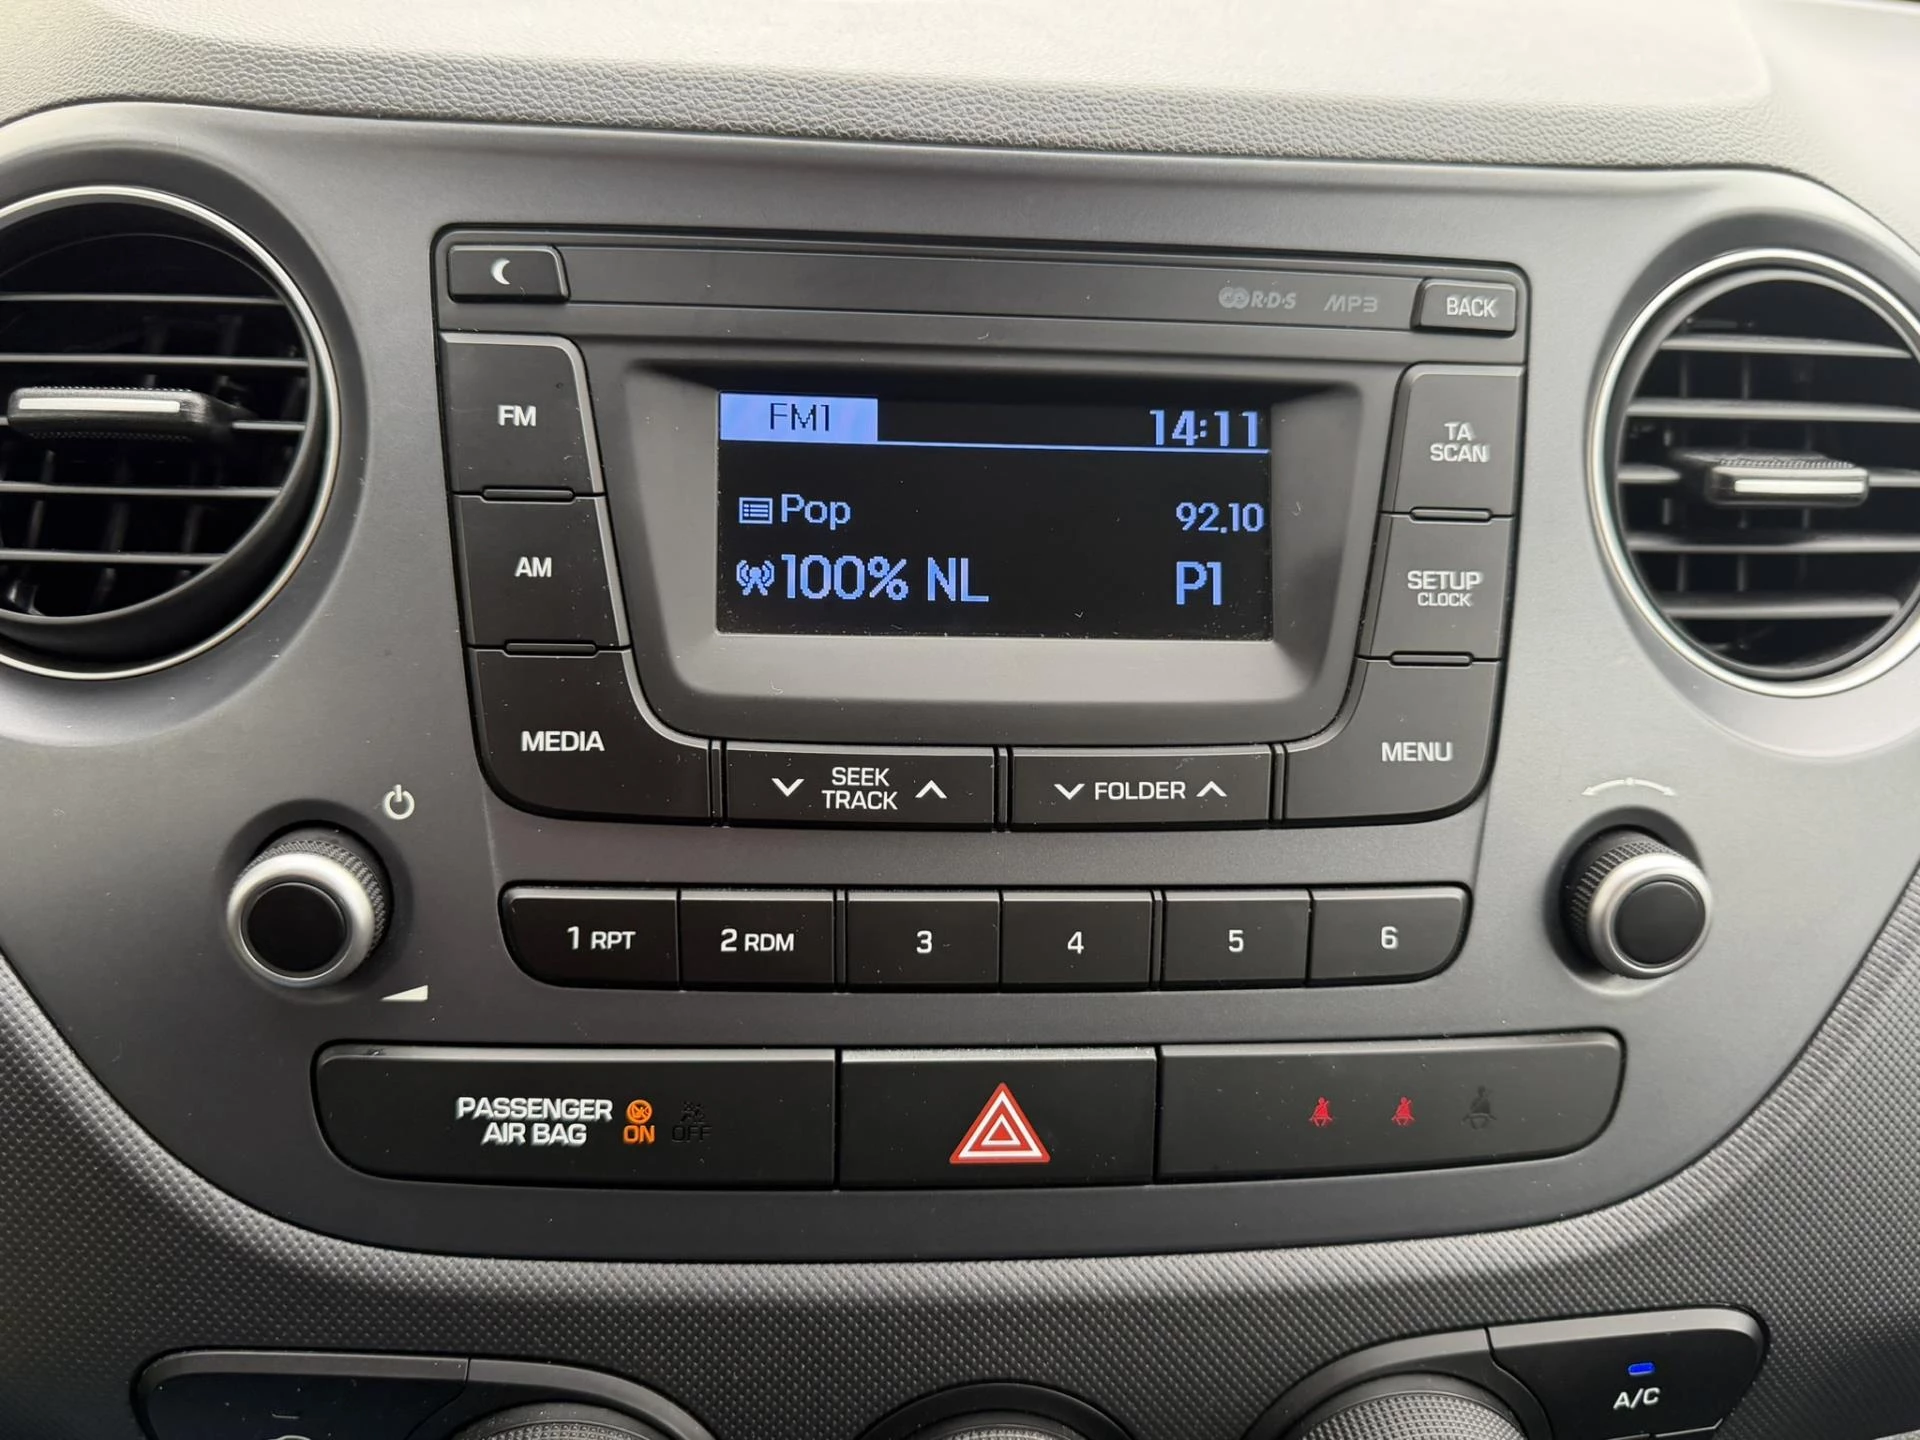 R·D·S MP3 BACK
FM
FM1 14:11
TA
SCAN
Pop 92.10
AM
100% NL P1
SETUP
CLOCK
MEDIA
SEEK
TRACK
FOLDER
MENU
1 RPT 2 RDM 3 4 5 6
PASSENGER
AIR BAG
ON OFF
A/C